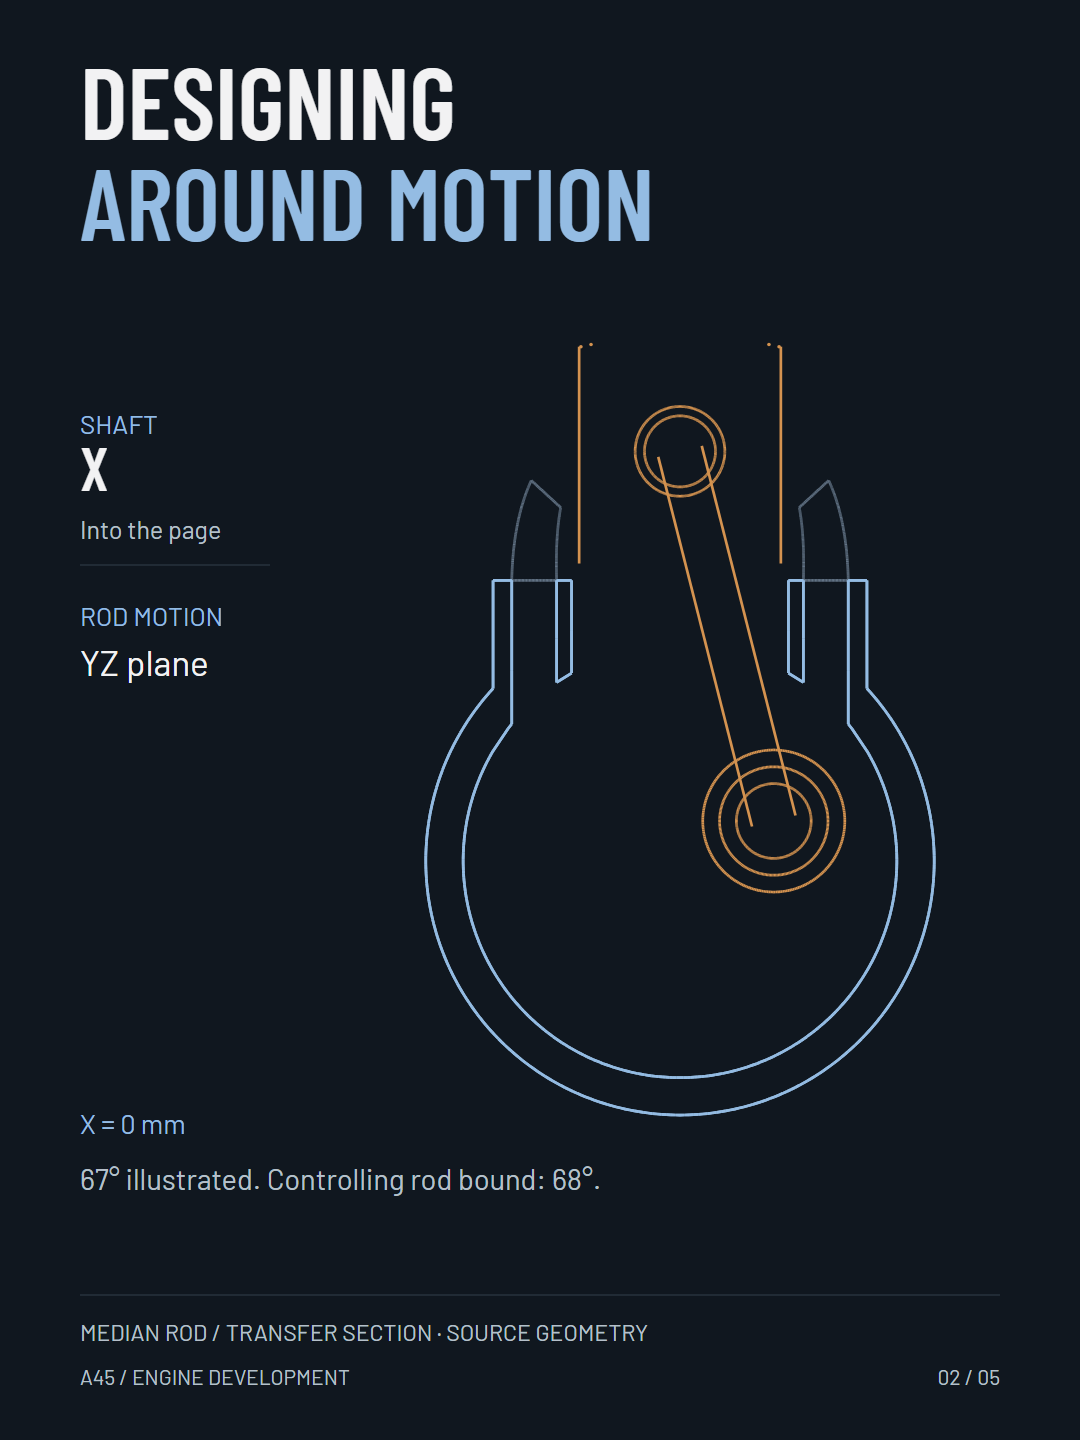 DESIGNING
AROUND MOTION
SHAFT
X
Into the page
ROD MOTION
YZ plane
X = 0 mm
67° illustrated. Controlling rod bound: 68°.
MEDIAN ROD / TRANSFER SECTION · SOURCE GEOMETRY
A45 / ENGINE DEVELOPMENT
02 / 05